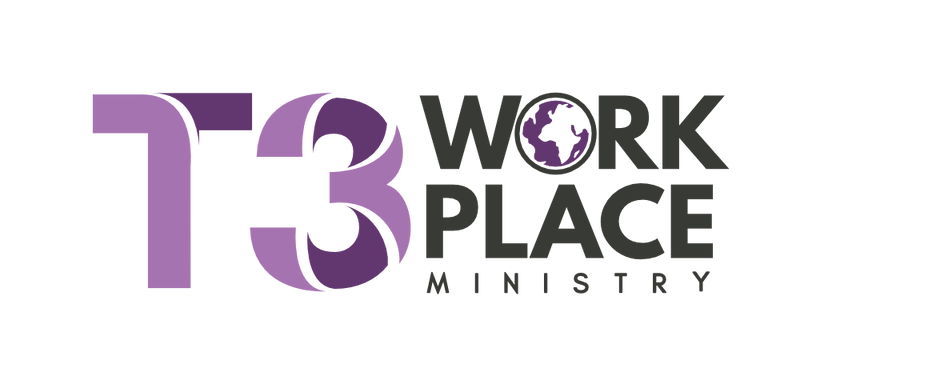 T3
WORK
PLACE
MINISTRY